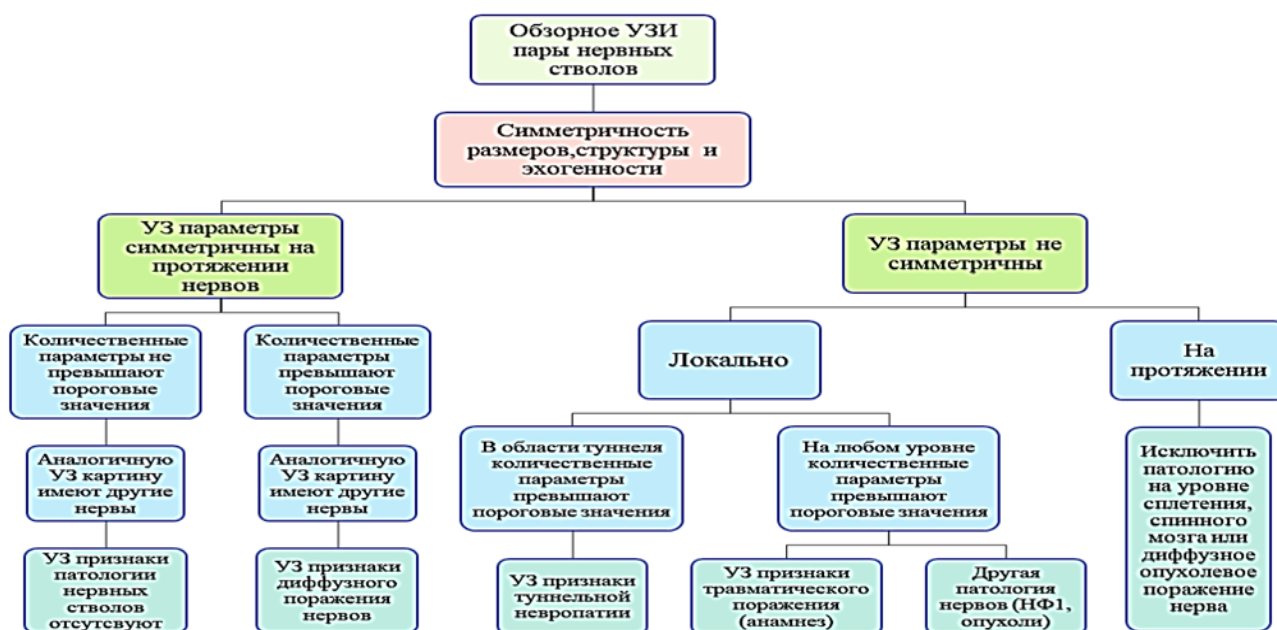 Обзорное УЗИ
пары нервных
стволов
Симметричность
размеров,структуры и
эхогенности
УЗ параметры
симметричны на
протяжении
нервов
УЗ параметры не
симметричны
Количественные
параметры не
превышают
пороговые
значения
Количественные
параметры
превышают
пороговые
значения
Локально
На
протяжении
Аналогичную
УЗ картину
имеют другие
нервы
Аналогичную
УЗ картину
имеют другие
нервы
В области туннеля
количественные
параметры
превышают
пороговые значения
На любом уровне
количественные
параметры
превышают
пороговые значения
Исключить
патологию
на уровне
сплетения,
спинного
мозга или
диффузное
опухолевое
поражение
нерва
УЗ признаки
патологии
нервных
стволов
отсутсвуют
УЗ признаки
диффузного
поражения
нервов
УЗ признаки
туннельной
невропатии
УЗ признаки
травматического
поражения
(анамнез)
Другая
патология
нервов (НФ1,
опухоли)